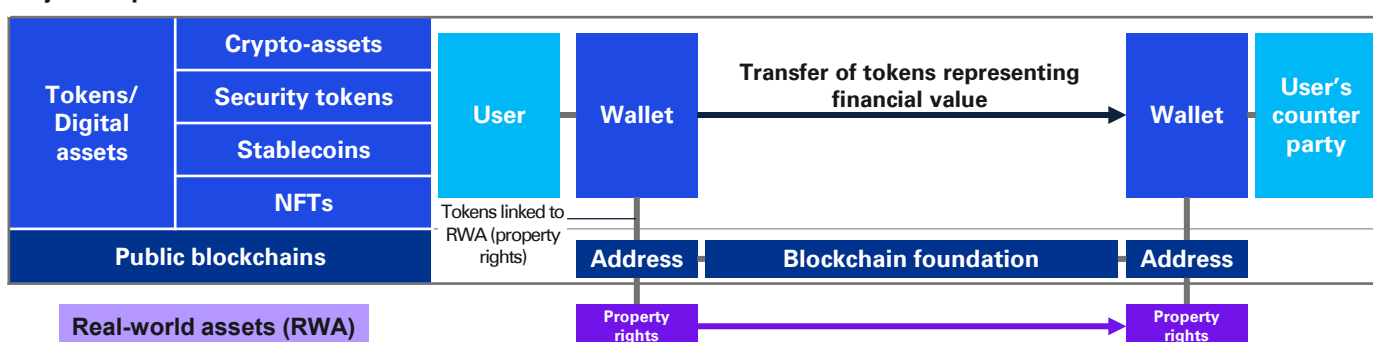 Tokens/
Digital
assets
Crypto-assets
Security tokens
Stablecoins
NFTs
User
Wallet
Transfer of tokens representing
financial value
Wallet
User’s
counter
party
Tokens linked to
RWA (property
rights)
Public blockchains
Address
Blockchain foundation
Address
Real-world assets (RWA)
Property
rights
Property
rights